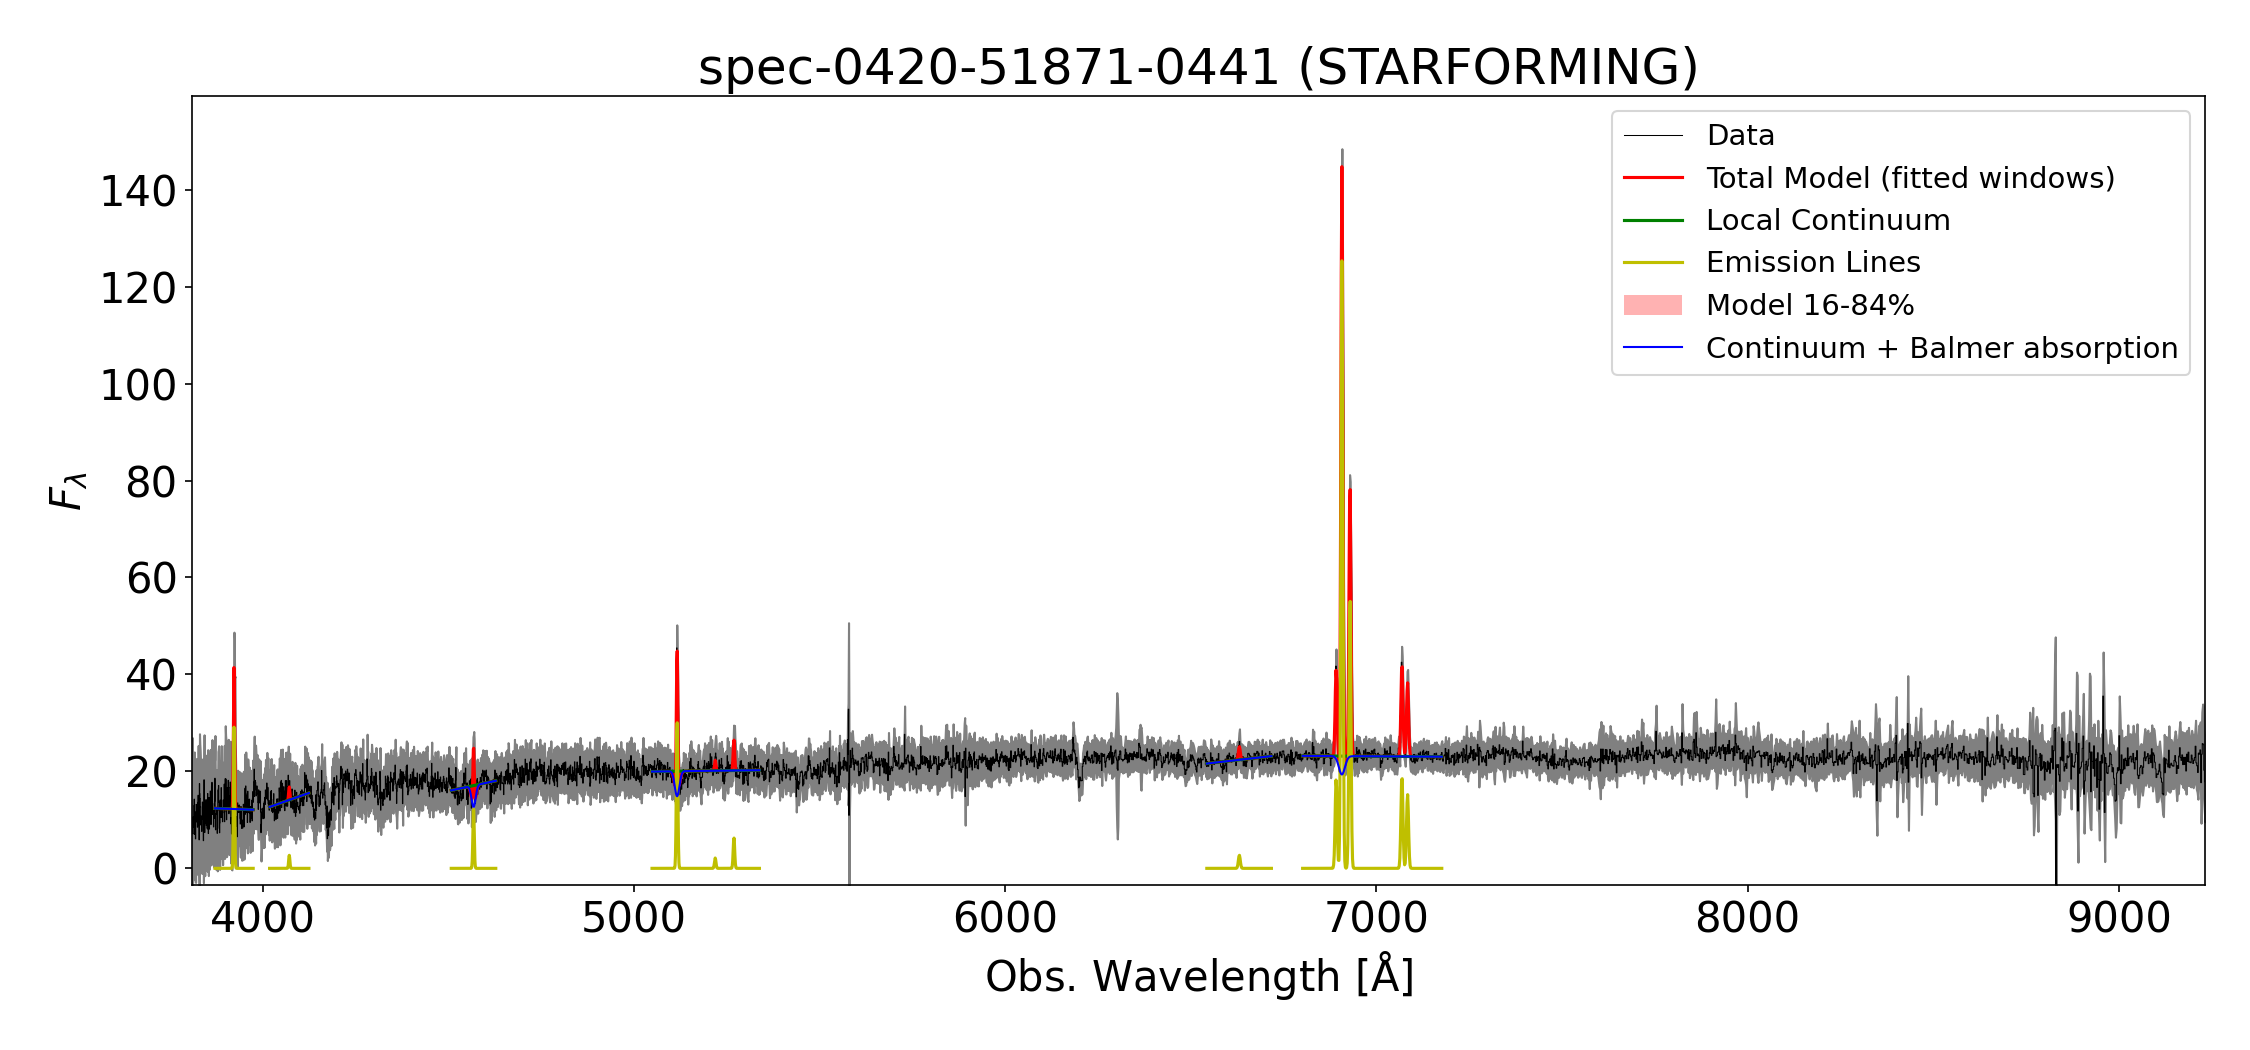 spec-0420-51871-0441 (STARFORMING)
Data
Total Model (fitted windows)
Local Continuum
Emission Lines
Model 16-84%
Continuum + Balmer absorption
140
120
100
80
60
40
20
0
Fλ
4000 5000 6000 7000 8000 9000
Obs. Wavelength [Å]